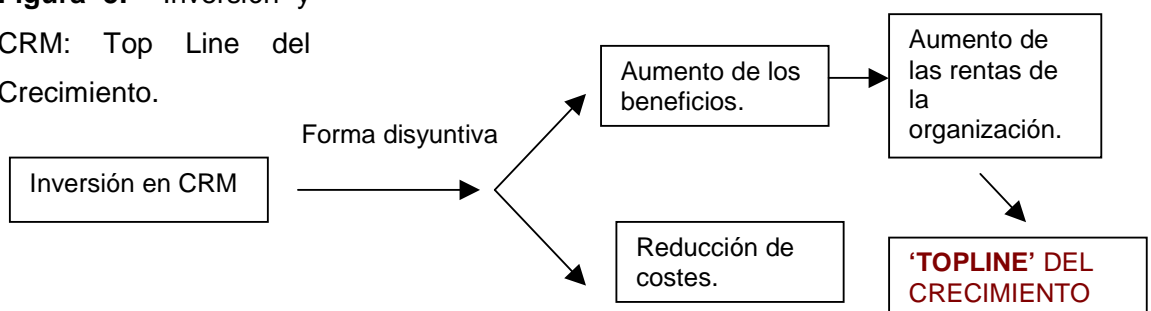 Figura 3. Inversión y
CRM: Top Line del
Crecimiento.
Forma disyuntiva
Inversión en CRM
Aumento de los
beneficios.
Aumento de
las rentas de
la
organización.
Reducción de
costes.
‘TOPLINE’ DEL
CRECIMIENTO